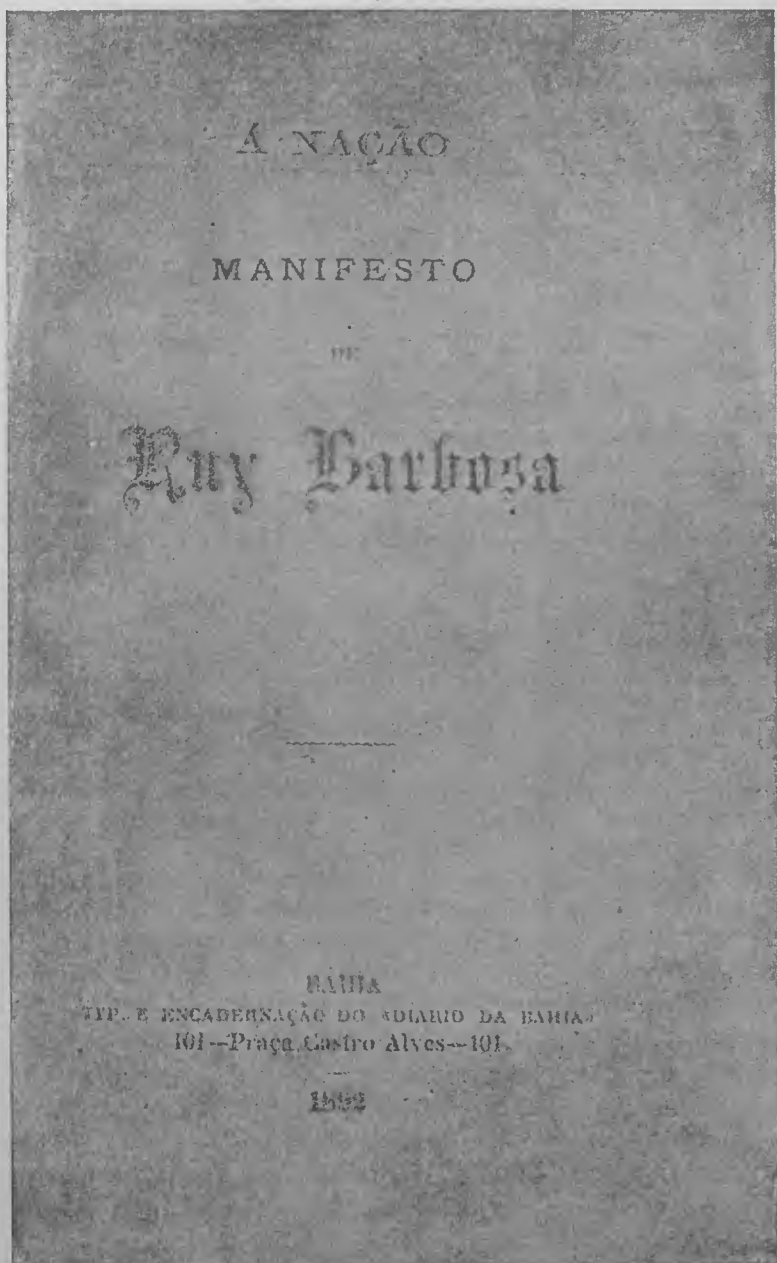 Á NAÇÃO
MANIFESTO
DE
Ruy Barbosa
BAHIA
TYP. E ENCADERNAÇÃO DO «DIARIO DA BAHIA»
101--Praça Castro Alves--101
1892